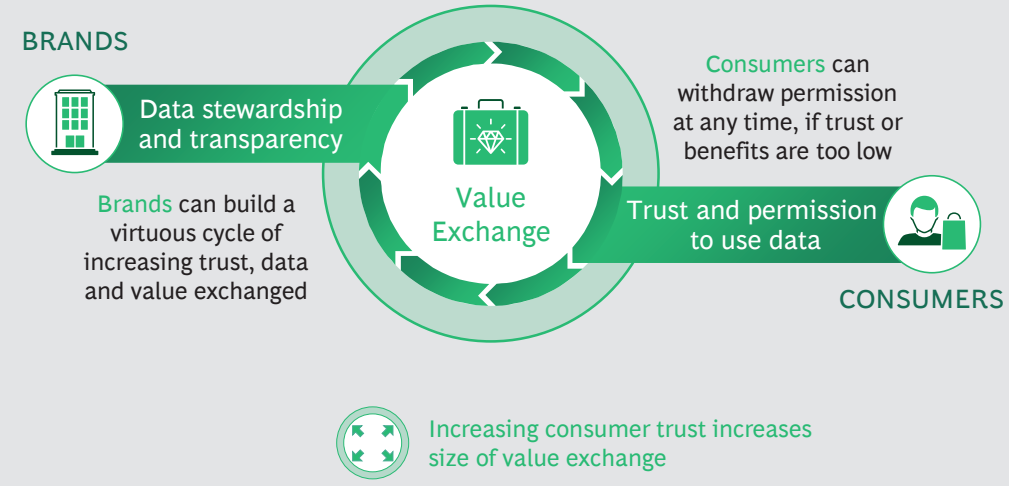 BRANDS
Data stewardship
and transparency
Brands can build a
virtuous cycle of
increasing trust, data
and value exchanged
Value
Exchange
Consumers can
withdraw permission
at any time, if trust or
benefits are too low
Trust and permission
to use data
CONSUMERS
Increasing consumer trust increases
size of value exchange